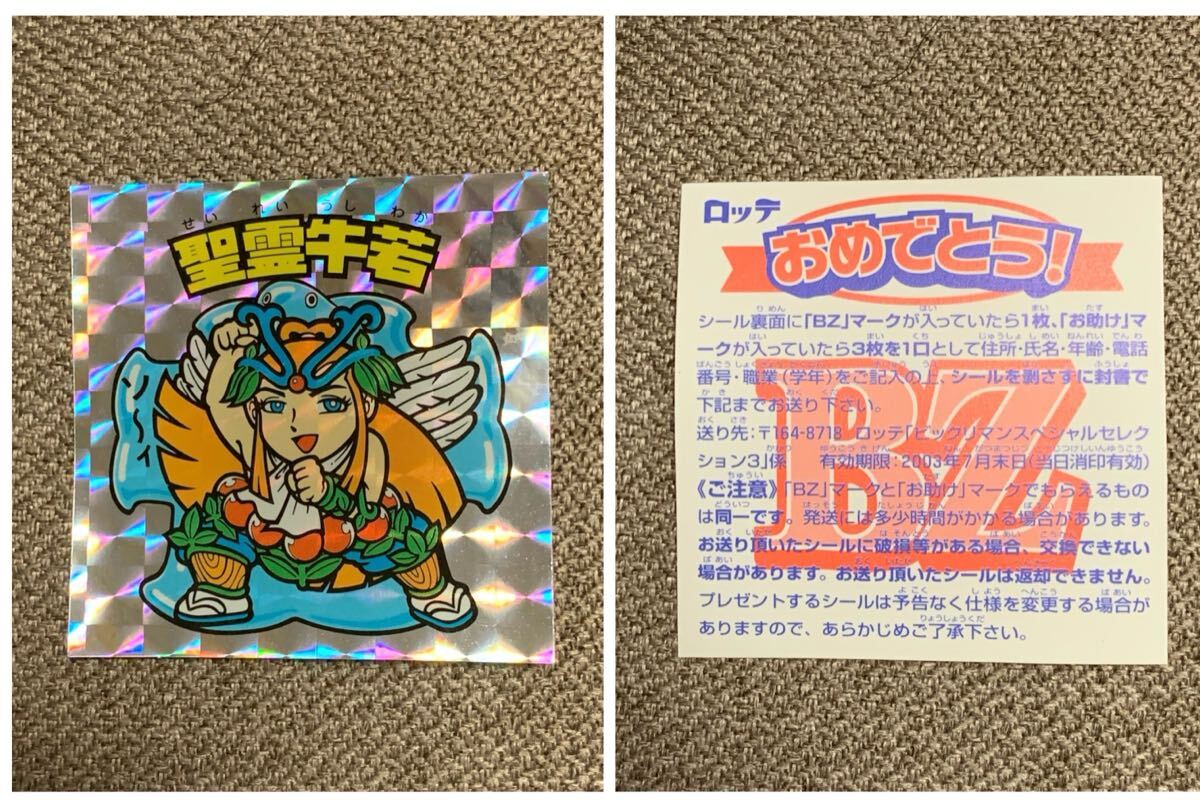 せいれいうしわか
聖霊牛若
ロッテ
おめでとう!
シール裏面に「BZ」マークが入っていたら1枚、「お助け」マ
ークが入っていたら3枚を1口として住所・氏名・年齢・電話
番号・職業(学年)をご記入の上、シールを剥さずに封書で
下記までお送り下さい。
送り先:〒164-8718 ロッテ「ビックリマンスペシャルセレク
ション3」係 有効期限:2003年7月末日(当日消印有効)
《ご注意》「BZ」マークと「お助け」マークでもらえるもの
は同一です。発送には多少時間がかかる場合があります。
お送り頂いたシールに破損等がある場合、交換できない
場合があります。お送り頂いたシールは返却できません。
プレゼントするシールは予告なく仕様を変更する場合が
ありますので、あらかじめご了承下さい。
BZ